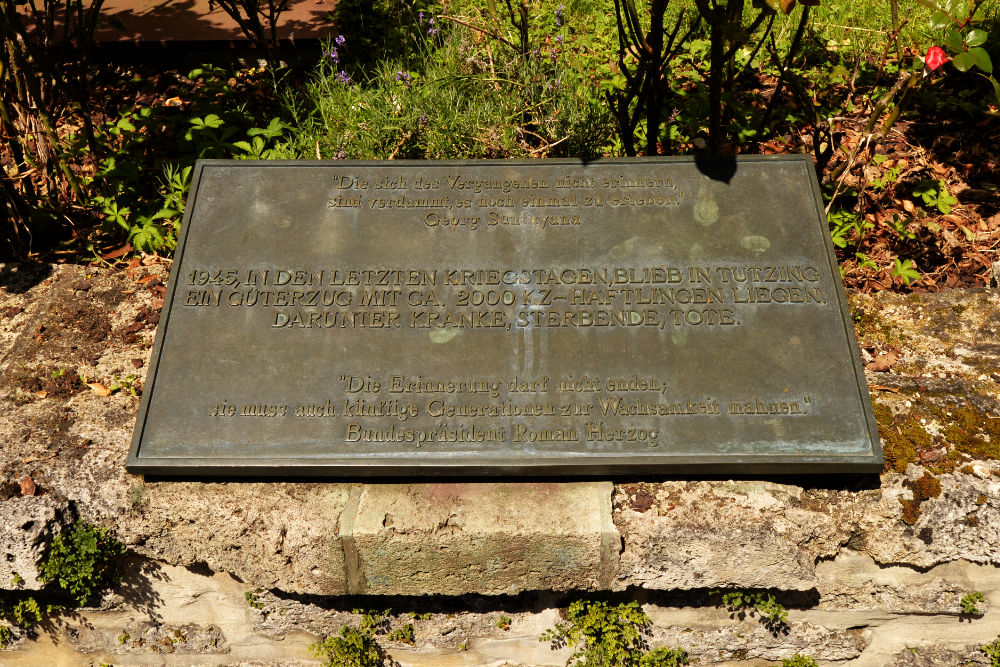 "Die sich des Vergangenen nicht erinnern,
sind verdammt, es noch einmal zu erleben."
Georg Santayana
1945, IN DEN LETZTEN KRIEGSTAGEN, BLIEB IN TUTZING
EIN GÜTERZUG MIT CA. 2000 KZ-HÄFTLINGEN LIEGEN,
DARUNTER KRANKE, STERBENDE, TOTE.
"Die Erinnerung darf nicht enden;
sie muss auch künftige Generationen zur Wachsamkeit mahnen."
Bundespräsident Roman Herzog